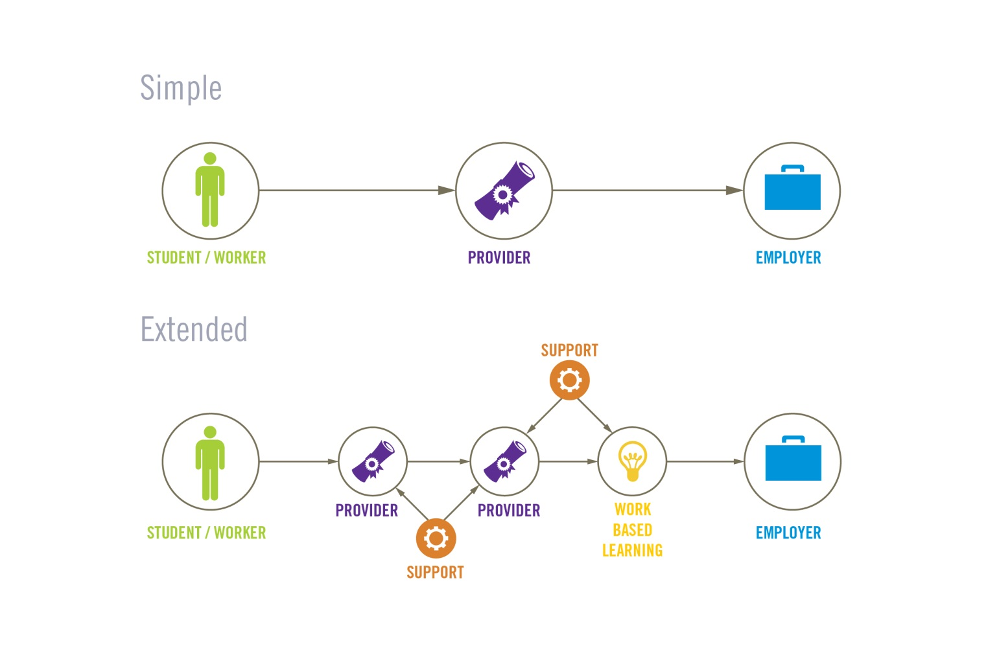 Simple
STUDENT / WORKER
PROVIDER
EMPLOYER
Extended
SUPPORT
STUDENT / WORKER
PROVIDER
PROVIDER
WORK
BASED
LEARNING
EMPLOYER
SUPPORT